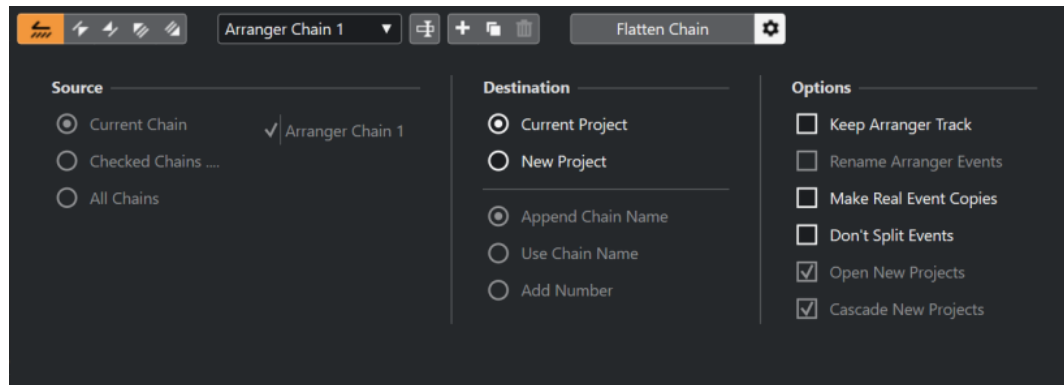 Arranger Chain 1
Flatten Chain
Source
Current Chain
Arranger Chain 1
Checked Chains ....
All Chains
Destination
Current Project
New Project
Append Chain Name
Use Chain Name
Add Number
Options
Keep Arranger Track
Rename Arranger Events
Make Real Event Copies
Don't Split Events
Open New Projects
Cascade New Projects